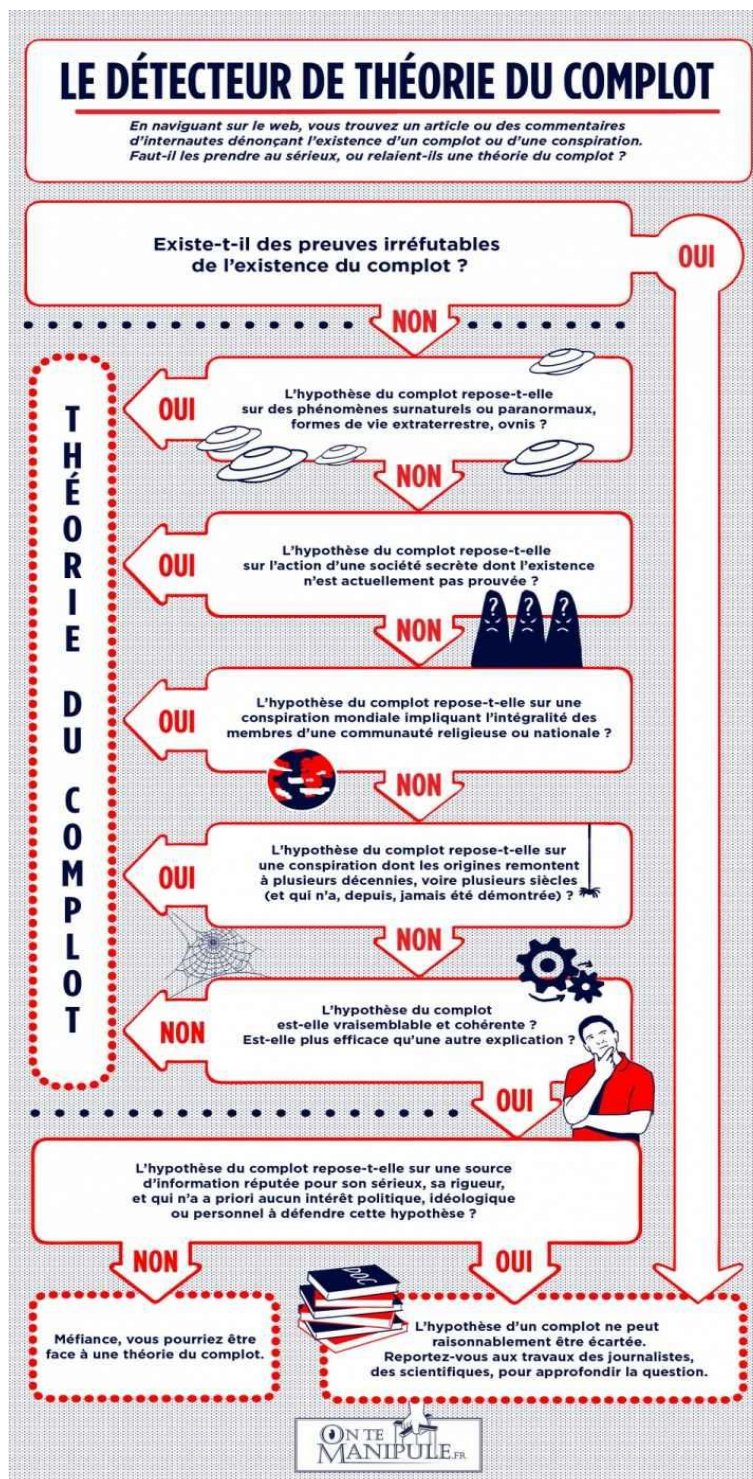 LE DÉTECTEUR DE THÉORIE DU COMPLOT
En naviguant sur le web, vous trouvez un article ou des commentaires
d'internautes dénonçant l'existence d'un complot ou d'une conspiration.
Faut-il les prendre au sérieux, ou relaient-ils une théorie du complot ?
Existe-t-il des preuves irréfutables
de l'existence du complot ?
OUI
NON
THÉORIE DU COMPLOT
L'hypothèse du complot repose-t-elle
sur des phénomènes surnaturels ou paranormaux,
formes de vie extraterrestre, ovnis ?
OUI
NON
L'hypothèse du complot repose-t-elle
sur l'action d'une société secrète dont l'existence
n'est actuellement pas prouvée ?
OUI
? ? ?
NON
L'hypothèse du complot repose-t-elle sur une
conspiration mondiale impliquant l'intégralité des
membres d'une communauté religieuse ou nationale ?
OUI
NON
L'hypothèse du complot repose-t-elle sur
une conspiration dont les origines remontent
à plusieurs décennies, voire plusieurs siècles
(et qui n'a, depuis, jamais été démontrée) ?
OUI
NON
L'hypothèse du complot
est-elle vraisemblable et cohérente ?
Est-elle plus efficace qu'une autre explication ?
NON
OUI
L'hypothèse du complot repose-t-elle sur une source
d'information réputée pour son sérieux, sa rigueur,
et qui n'a a priori aucun intérêt politique, idéologique
ou personnel à défendre cette hypothèse ?
NON
OUI
DOC
Méfiance, vous pourriez être
face à une théorie du complot.
L'hypothèse d'un complot ne peut
raisonnablement être écartée.
Reportez-vous aux travaux des journalistes,
des scientifiques, pour approfondir la question.
ON TE
MANIPULE.FR